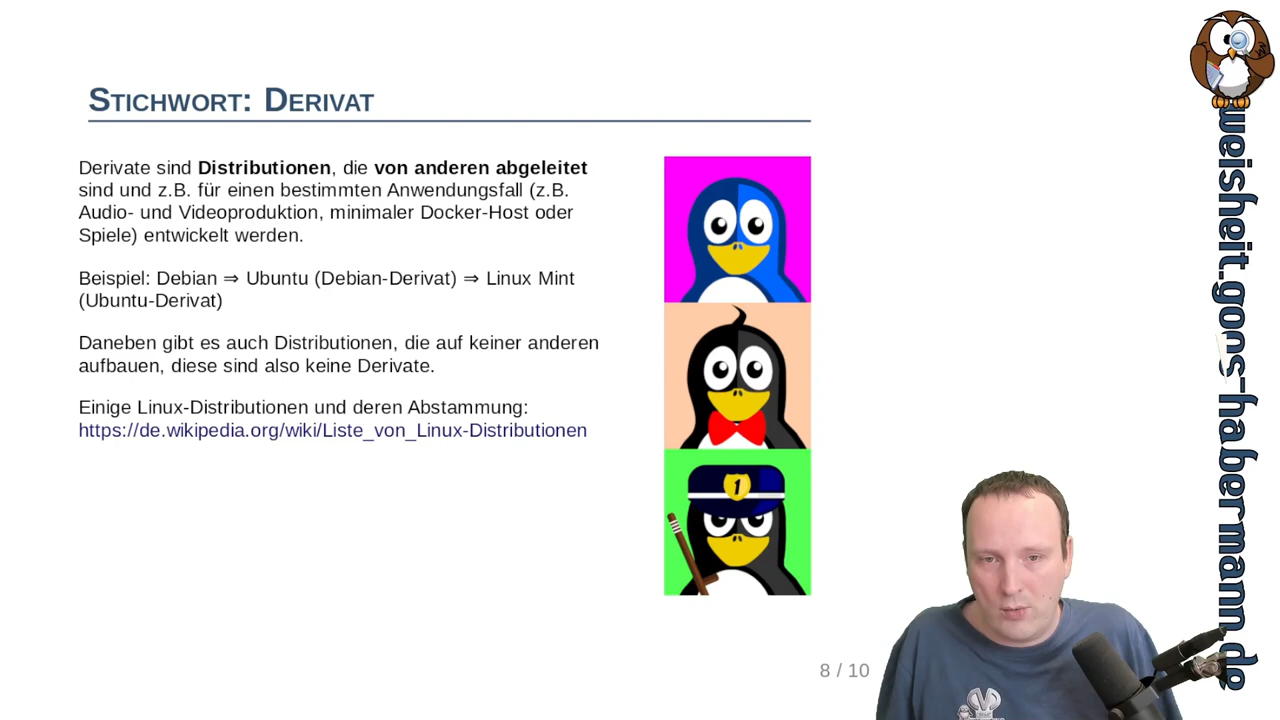 Stichwort: Derivat
Derivate sind Distributionen, die von anderen abgeleitet
sind und z.B. für einen bestimmten Anwendungsfall (z.B.
Audio- und Videoproduktion, minimaler Docker-Host oder
Spiele) entwickelt werden.
Beispiel: Debian ⇒ Ubuntu (Debian-Derivat) ⇒ Linux Mint
(Ubuntu-Derivat)
Daneben gibt es auch Distributionen, die auf keiner anderen
aufbauen, diese sind also keine Derivate.
Einige Linux-Distributionen und deren Abstammung:
https://de.wikipedia.org/wiki/Liste_von_Linux-Distributionen
1
8 / 10
weisheit.gons-habermann.de